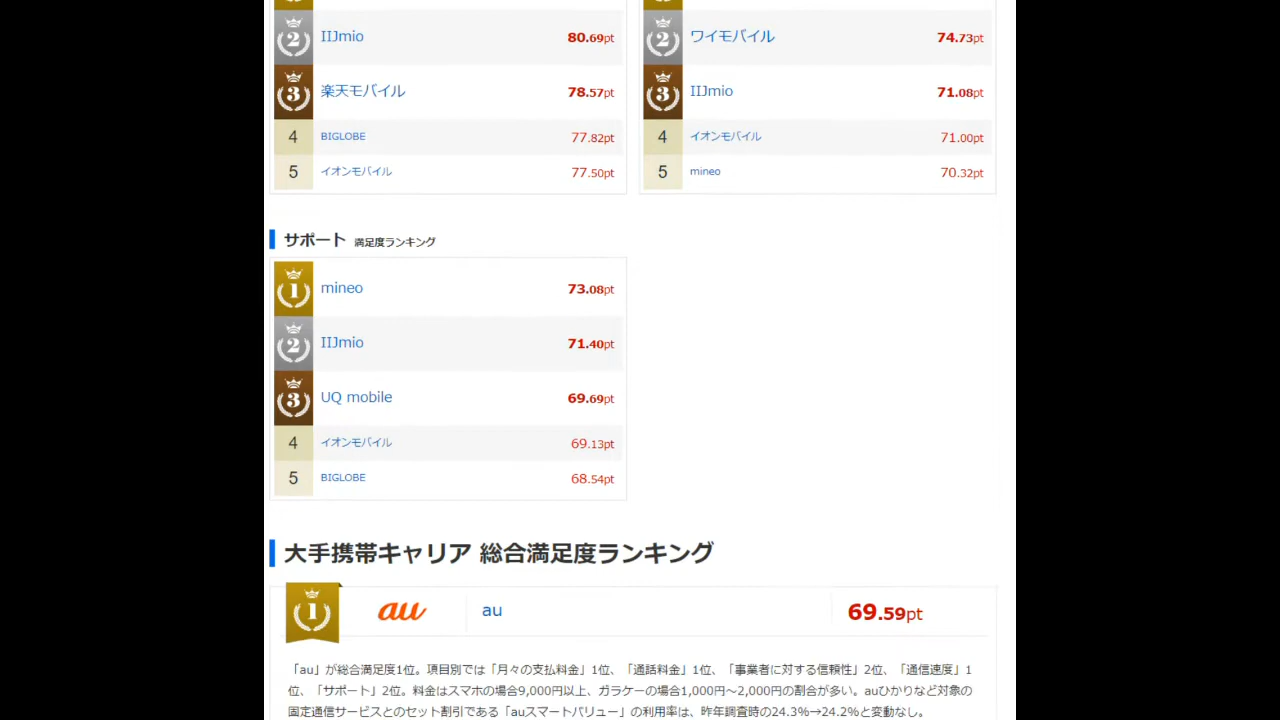 2 IIJmio 80.69pt
3 楽天モバイル 78.57pt
4 BIGLOBE 77.82pt
5 イオンモバイル 77.50pt
2 ワイモバイル 74.73pt
3 IIJmio 71.08pt
4 イオンモバイル 71.00pt
5 mineo 70.32pt
サポート 満足度ランキング
1 mineo 73.08pt
2 IIJmio 71.40pt
3 UQ mobile 69.69pt
4 イオンモバイル 69.13pt
5 BIGLOBE 68.54pt
大手携帯キャリア 総合満足度ランキング
1 au au 69.59pt
「au」が総合満足度1位。項目別では「月々の支払料金」1位、「通話料金」1位、「事業者に対する信頼性」2位、「通信速度」1
位、「サポート」2位。料金はスマホの場合9,000円以上、ガラケーの場合1,000円～2,000円の割合が多い。auひかりなど対象の
固定通信サービスとのセット割引である「auスマートバリュー」の利用率は、昨年調査時の24.3%→24.2%と変動なし。